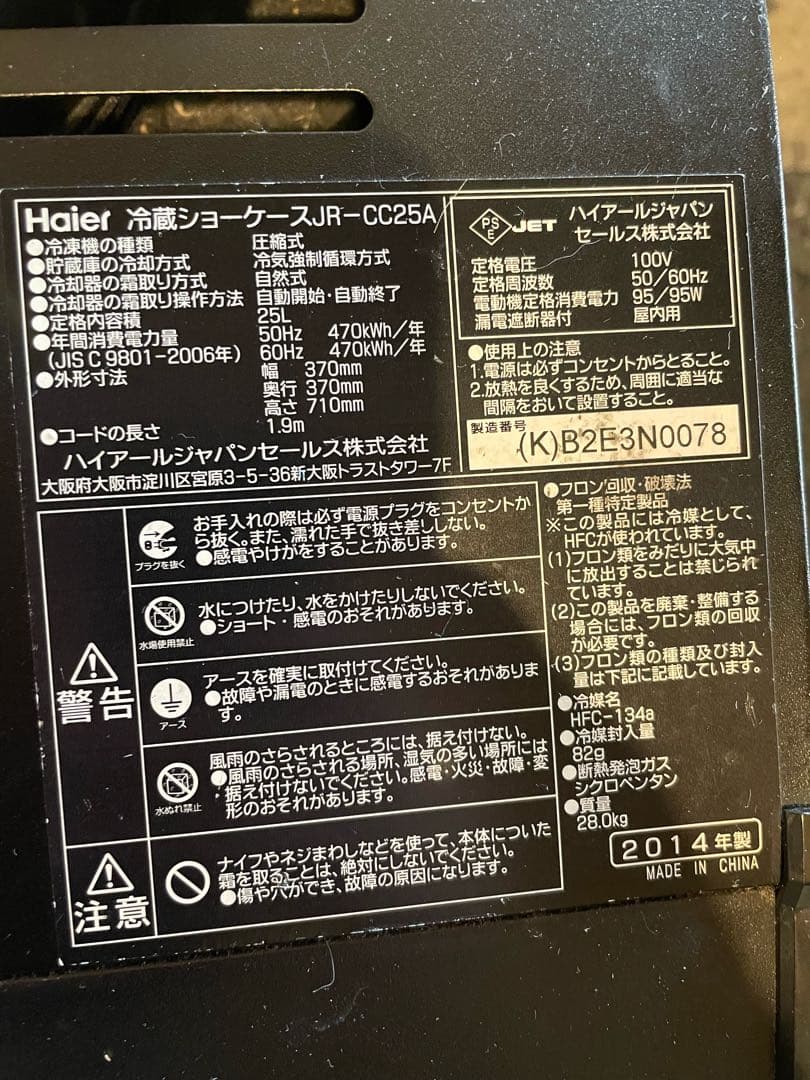 Haier 冷蔵ショーケースJR-CC25A
●冷凍機の種類 圧縮式
●貯蔵庫の冷却方式 冷気強制循環方式
●冷却器の霜取り方式 自然式
●冷却器の霜取り操作方法 自動開始・自動終了
●定格内容積 25L
●年間消費電力量 50Hz 470kWh/年
(JIS C 9801-2006年) 60Hz 470kWh/年
●外形寸法 幅 370mm
奥行 370mm
高さ 710mm
●コードの長さ 1.9m
ハイアールジャパンセールス株式会社
大阪府大阪市淀川区宮原3-5-36新大阪トラストタワー7F
PS
E
JET ハイアールジャパン
セールス株式会社
定格電圧 100V
定格周波数 50/60Hz
電動機定格消費電力 95/95W
漏電遮断器付 屋内用
●使用上の注意
1.電源は必ずコンセントからとること。
2.放熱を良くするため、周囲に適当な
間隔をおいて設置すること。
製造番号
(K)B2E3N0078
警告
プラグを抜く
お手入れの際は必ず電源プラグをコンセントか
ら抜く。また、濡れた手で抜き差ししない。
●感電やけがをすることがあります。
水場使用禁止
水につけたり、水をかけたりしないでください。
●ショート・感電のおそれがあります。
アース
アースを確実に取付けてください。
●故障や漏電のときに感電するおそれがありま
す。
水ぬれ禁止
風雨のさらされるところには、据え付けない。
●風雨のさらされる場所、湿気の多い場所には
据え付けないでください。感電・火災・故障・変
形のおそれがあります。
注意
ナイフやネジまわしなどを使って、本体についた
霜を取ることは、絶対にしないでください。
●傷や穴ができ、故障の原因になります。
●フロン回収・破壊法
第一種特定製品
※この製品には冷媒として、
HFCが使われています。
(1)フロン類をみだりに大気中
に放出することは禁じられ
ています。
(2)この製品を廃棄・整備する
場合には、フロン類の回収
が必要です。
(3)フロン類の種類及び封入
量は下記に記載しています。
●冷媒名
HFC-134a
●冷媒封入量
82g
●断熱発泡ガス
シクロペンタン
●質量
28.0kg
2014年製
MADE IN CHINA